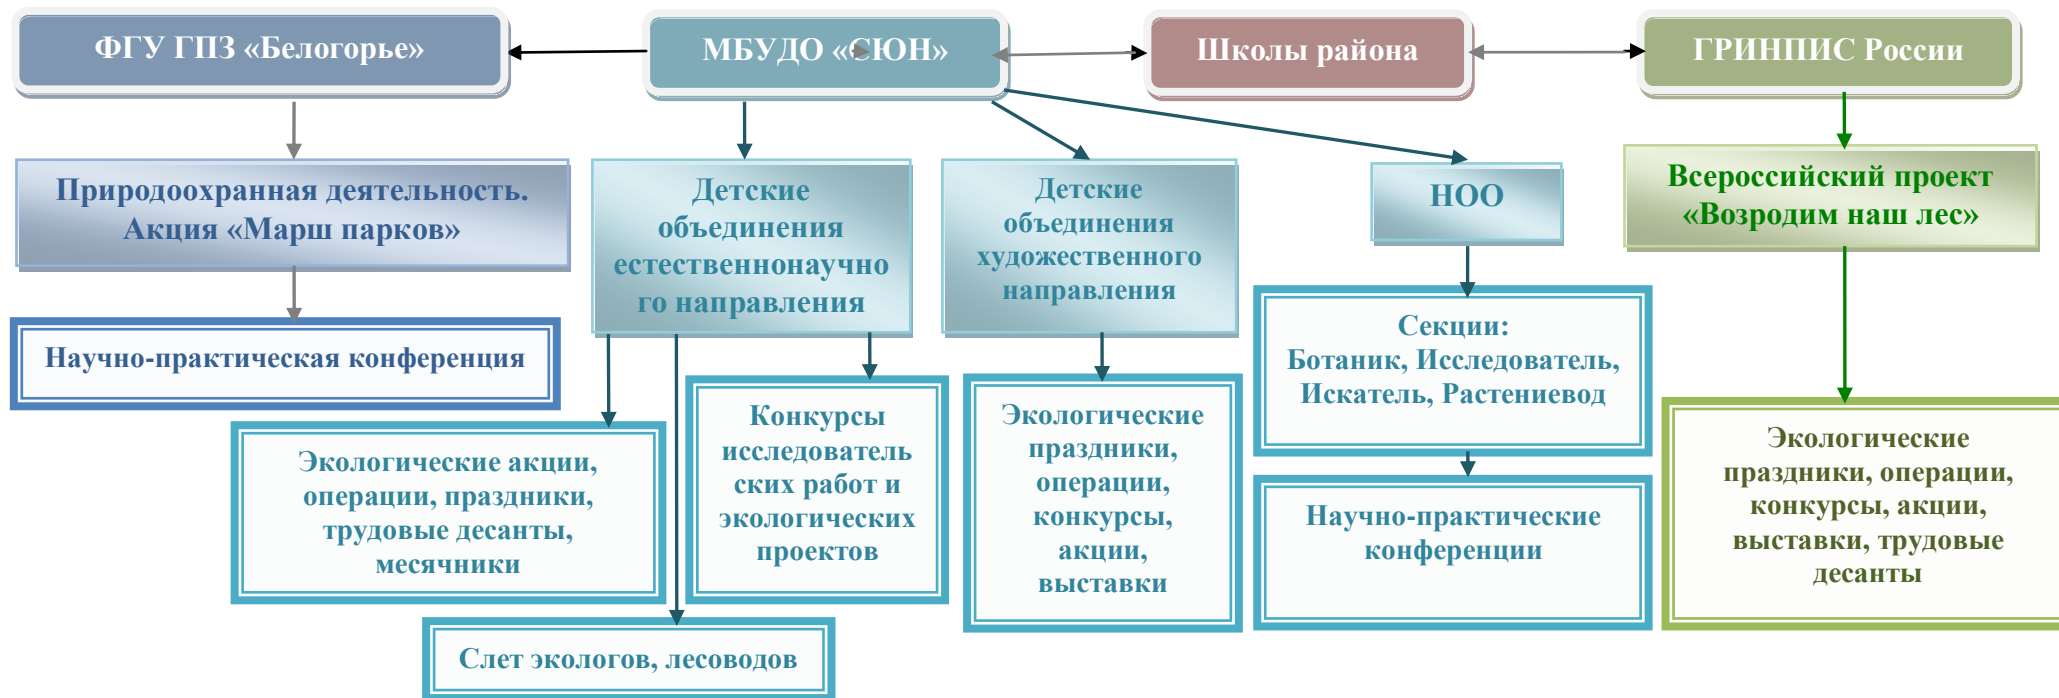 ФГУ ГПЗ «Белогорье»
МБУДО «СЮН»
Школы района
ГРИНПИС России
Природоохранная деятельность.
Акция «Марш парков»
Детские
объединения
естественнонаучно
го направления
Детские
объединения
художественного
направления
НОО
Всероссийский проект
«Возродим наш лес»
Научно-практическая конференция
Экологические акции,
операции, праздники,
трудовые десанты,
месячники
Конкурсы
исследователь
ских работ и
экологических
проектов
Экологические
праздники,
операции,
конкурсы,
акции,
выставки
Секции:
Ботаник, Исследователь,
Искатель, Растениевод
Научно-практические
конференции
Экологические
праздники, операции,
конкурсы, акции,
выставки, трудовые
десанты
Слет экологов, лесоводов